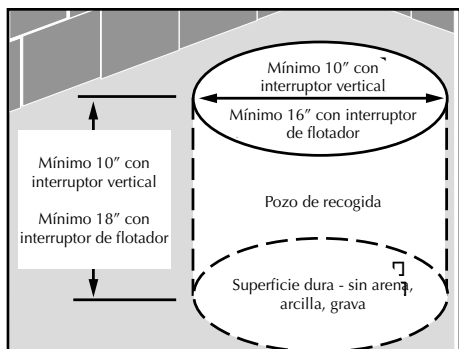 Mínimo 10” con
interruptor vertical
Mínimo 16” con interruptor
de flotador
Mínimo 10” con
interruptor vertical
Mínimo 18” con
interruptor de flotador
Pozo de recogida
Superficie dura - sin arena,
arcilla, grava